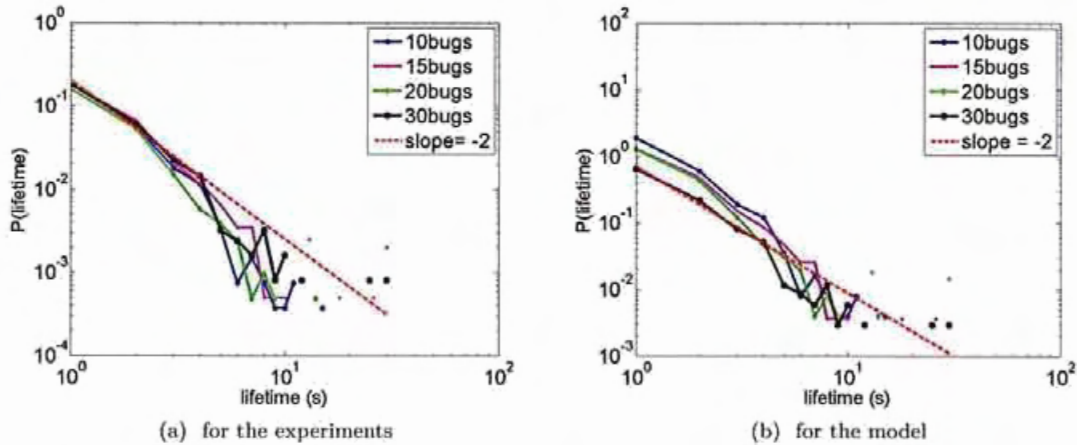 10^0
10^-1
10^-2
10^-3
10^-4
P(lifetime)
10^0
10^1
10^2
lifetime (s)
10bugs
15bugs
20bugs
30bugs
slope= -2
(a) for the experiments
10^2
10^1
10^0
10^-1
10^-2
10^-3
P(lifetime)
10^0
10^1
10^2
lifetime (s)
10bugs
15bugs
20bugs
30bugs
slope = -2
(b) for the model